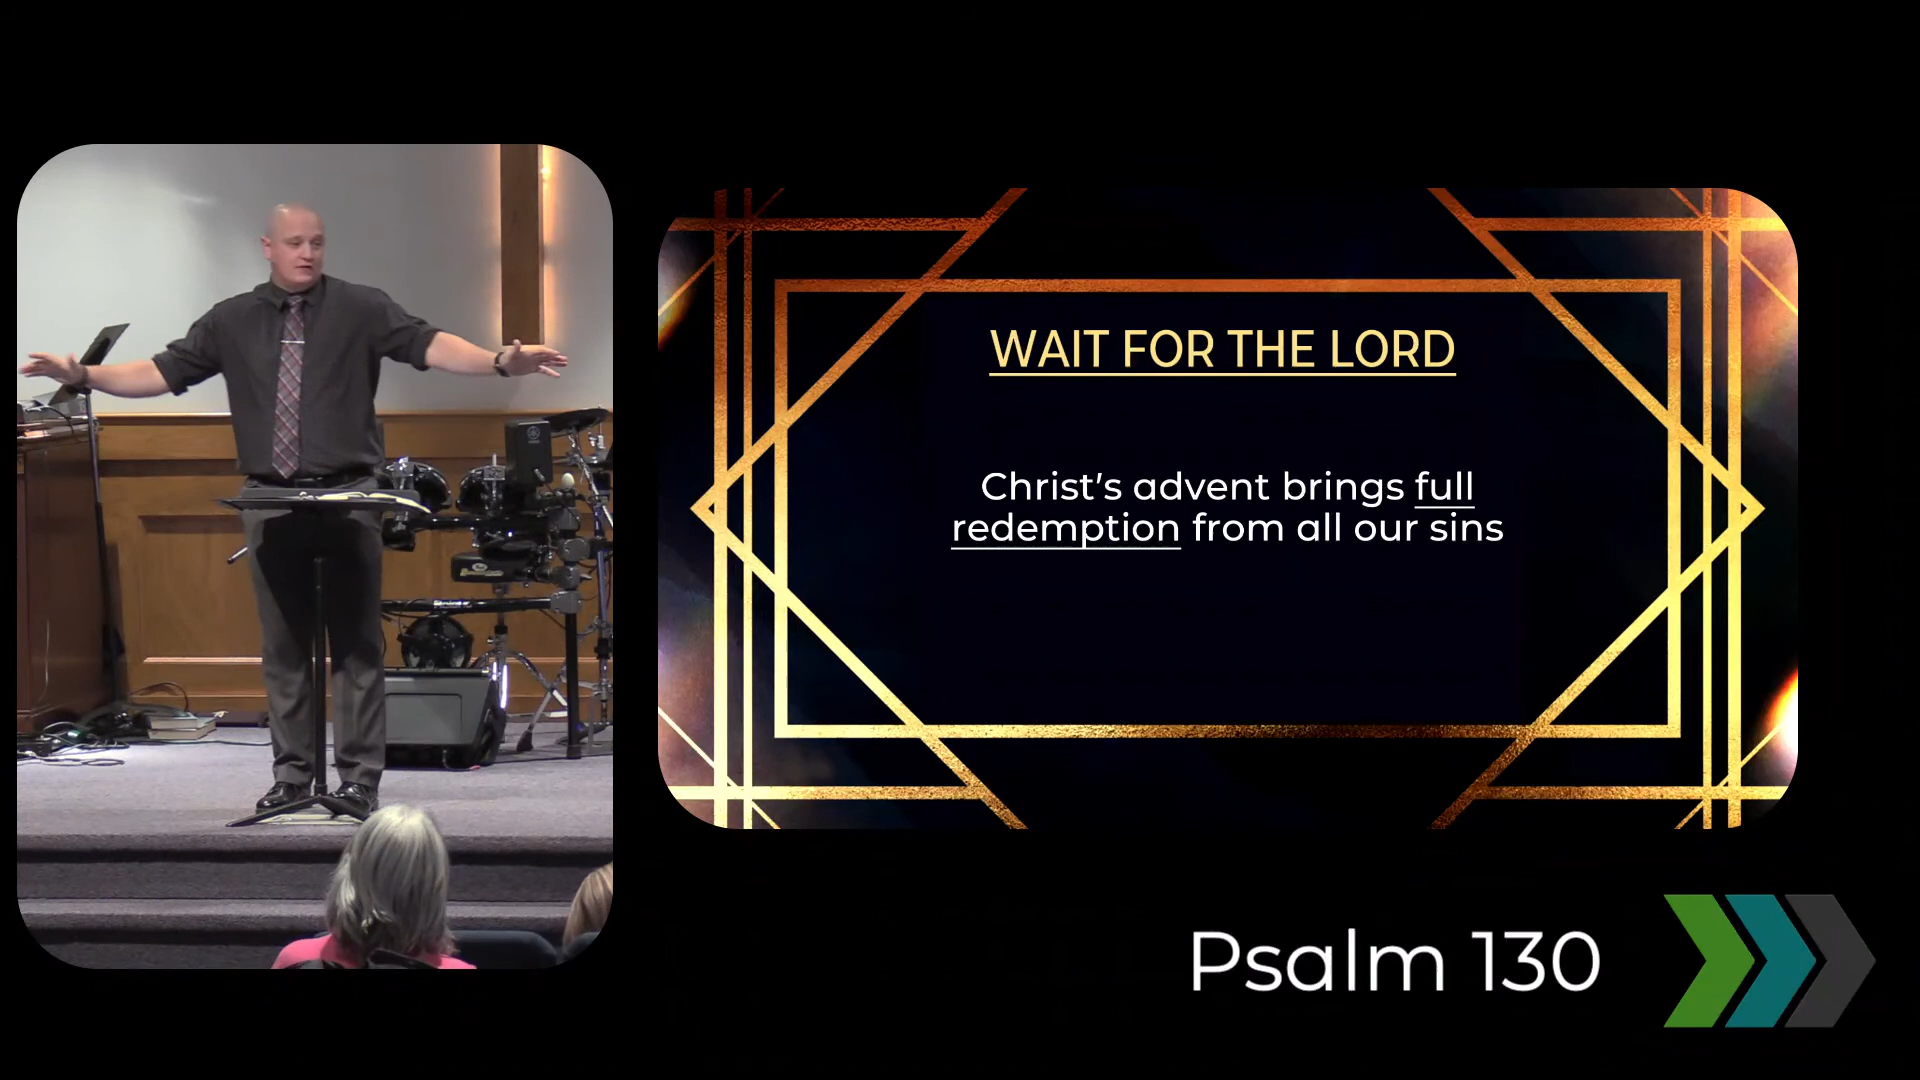 WAIT FOR THE LORD
Christ's advent brings full
redemption from all our sins
Psalm 130